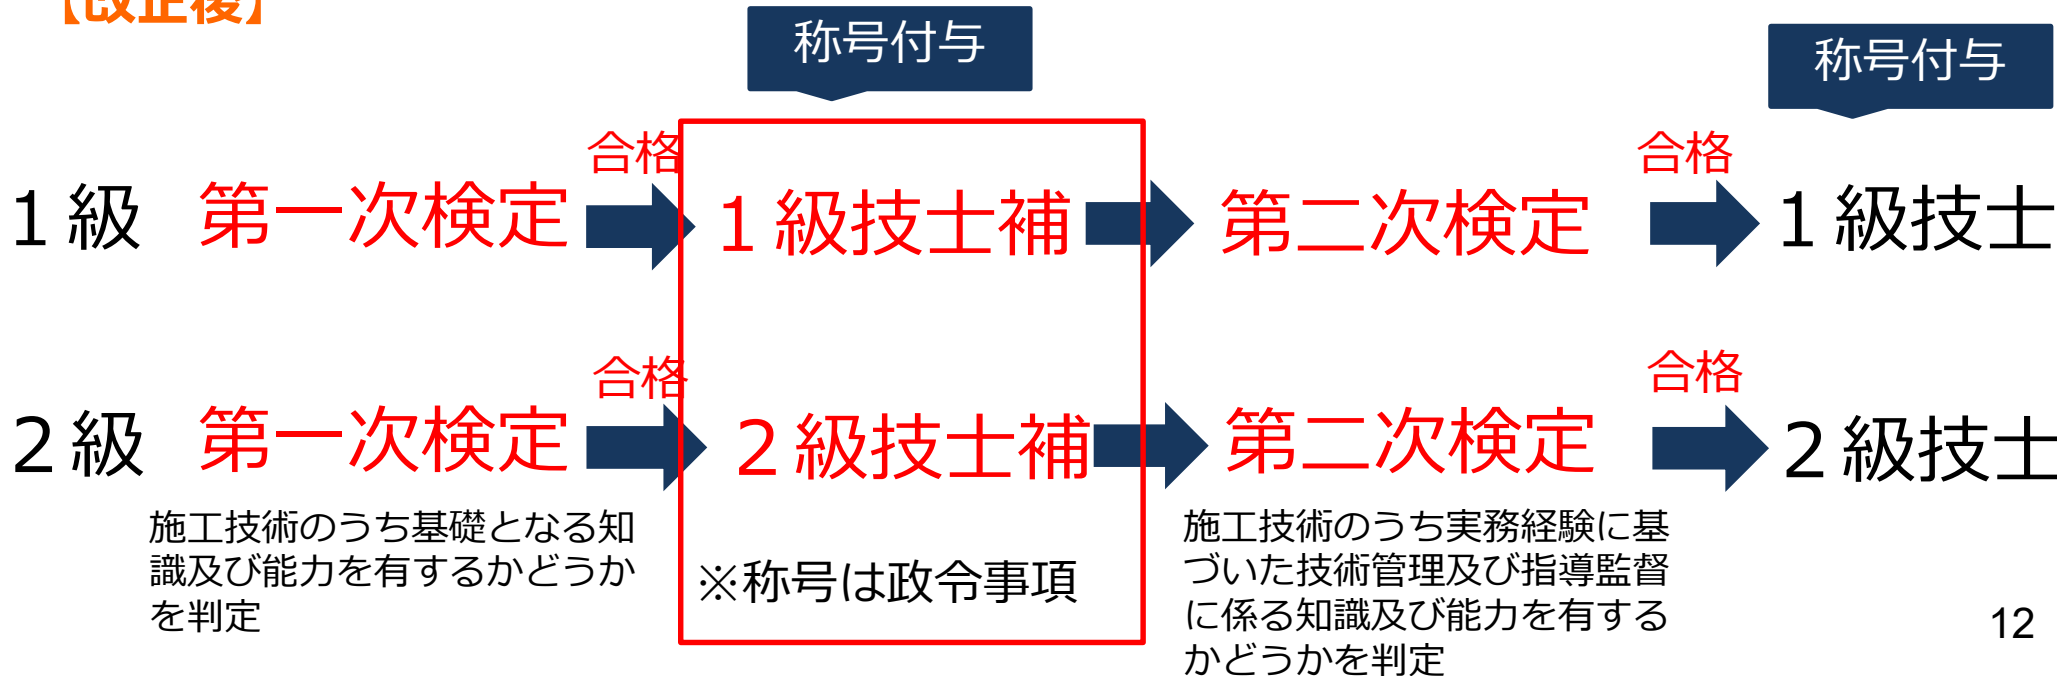 【改正後】
称号付与
称号付与
合格
合格
１級 第一次検定 １級技士補 第二次検定 １級技士
合格
合格
２級 第一次検定 ２級技士補 第二次検定 ２級技士
施工技術のうち基礎となる知
識及び能力を有するかどうか
を判定
※称号は政令事項
施工技術のうち実務経験に基
づいた技術管理及び指導監督
に係る知識及び能力を有する
かどうかを判定
12